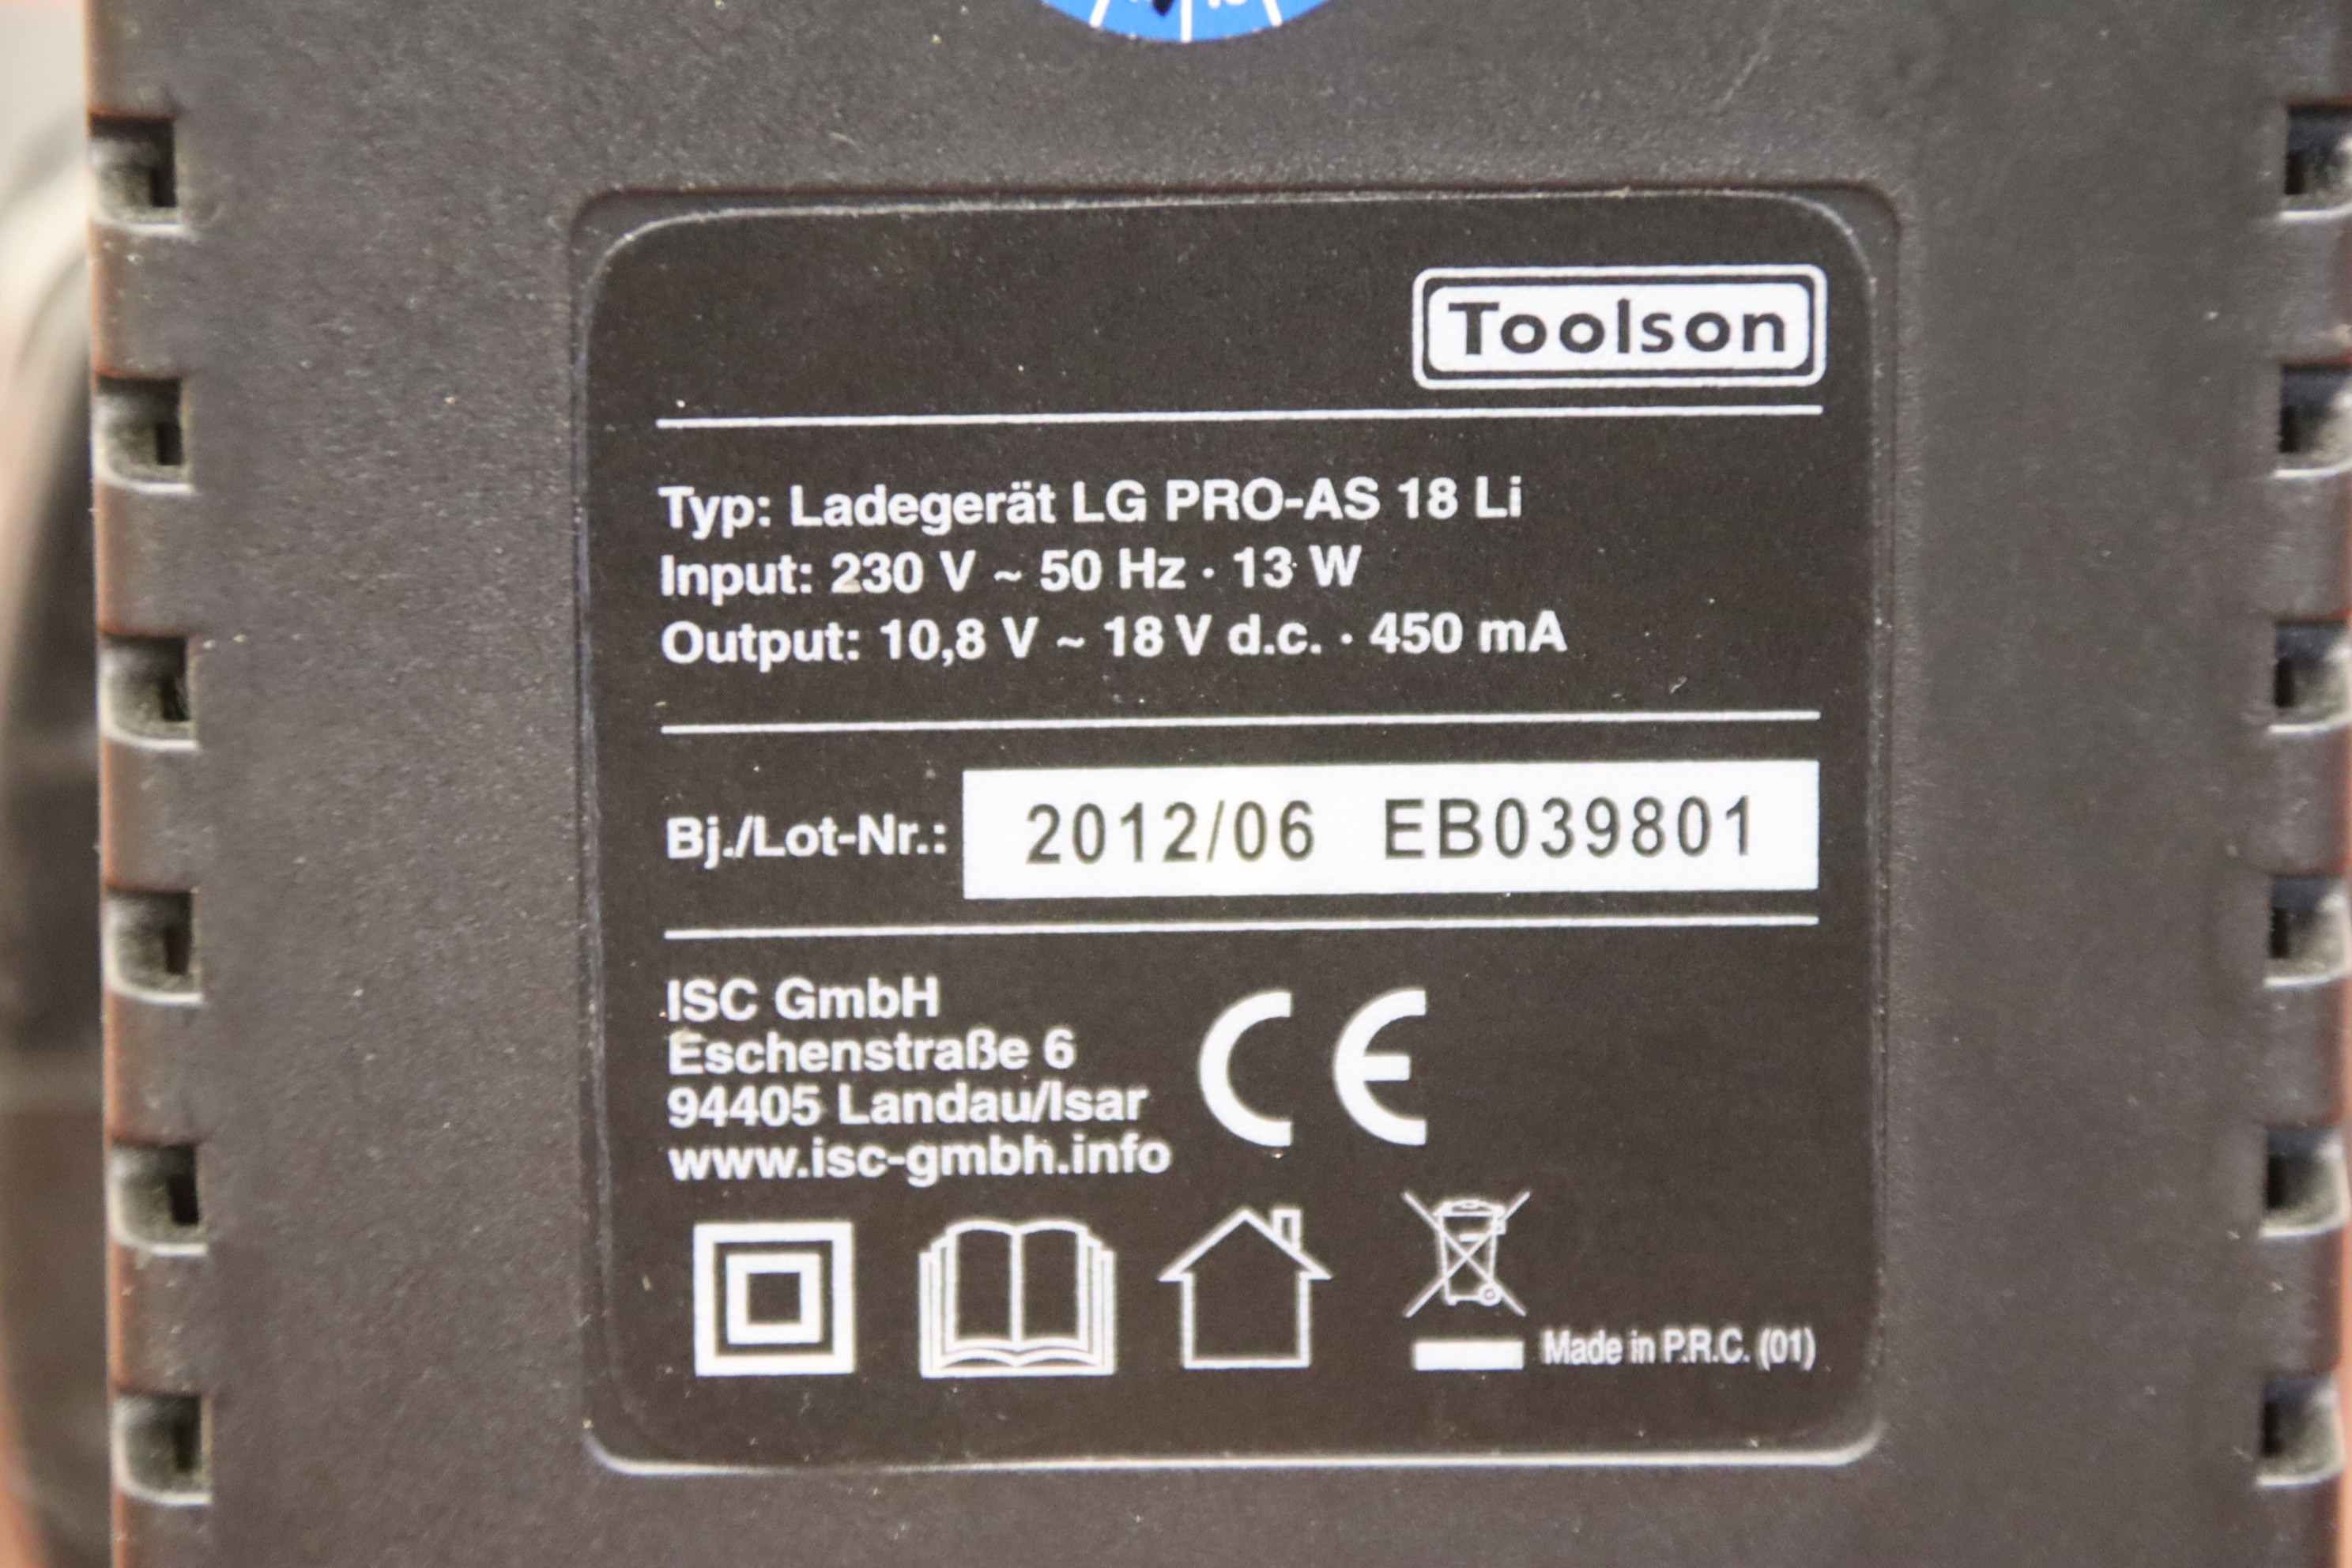 Toolson
Typ: Ladegerät LG PRO-AS 18 Li
Input: 230 V ~ 50 Hz · 13 W
Output: 10,8 V ~ 18 V d.c. · 450 mA
Bj./Lot-Nr.: 2012/06 EB039801
ISC GmbH
Eschenstraße 6
94405 Landau/Isar
www.isc-gmbh.info
CE
Made in P.R.C. (01)